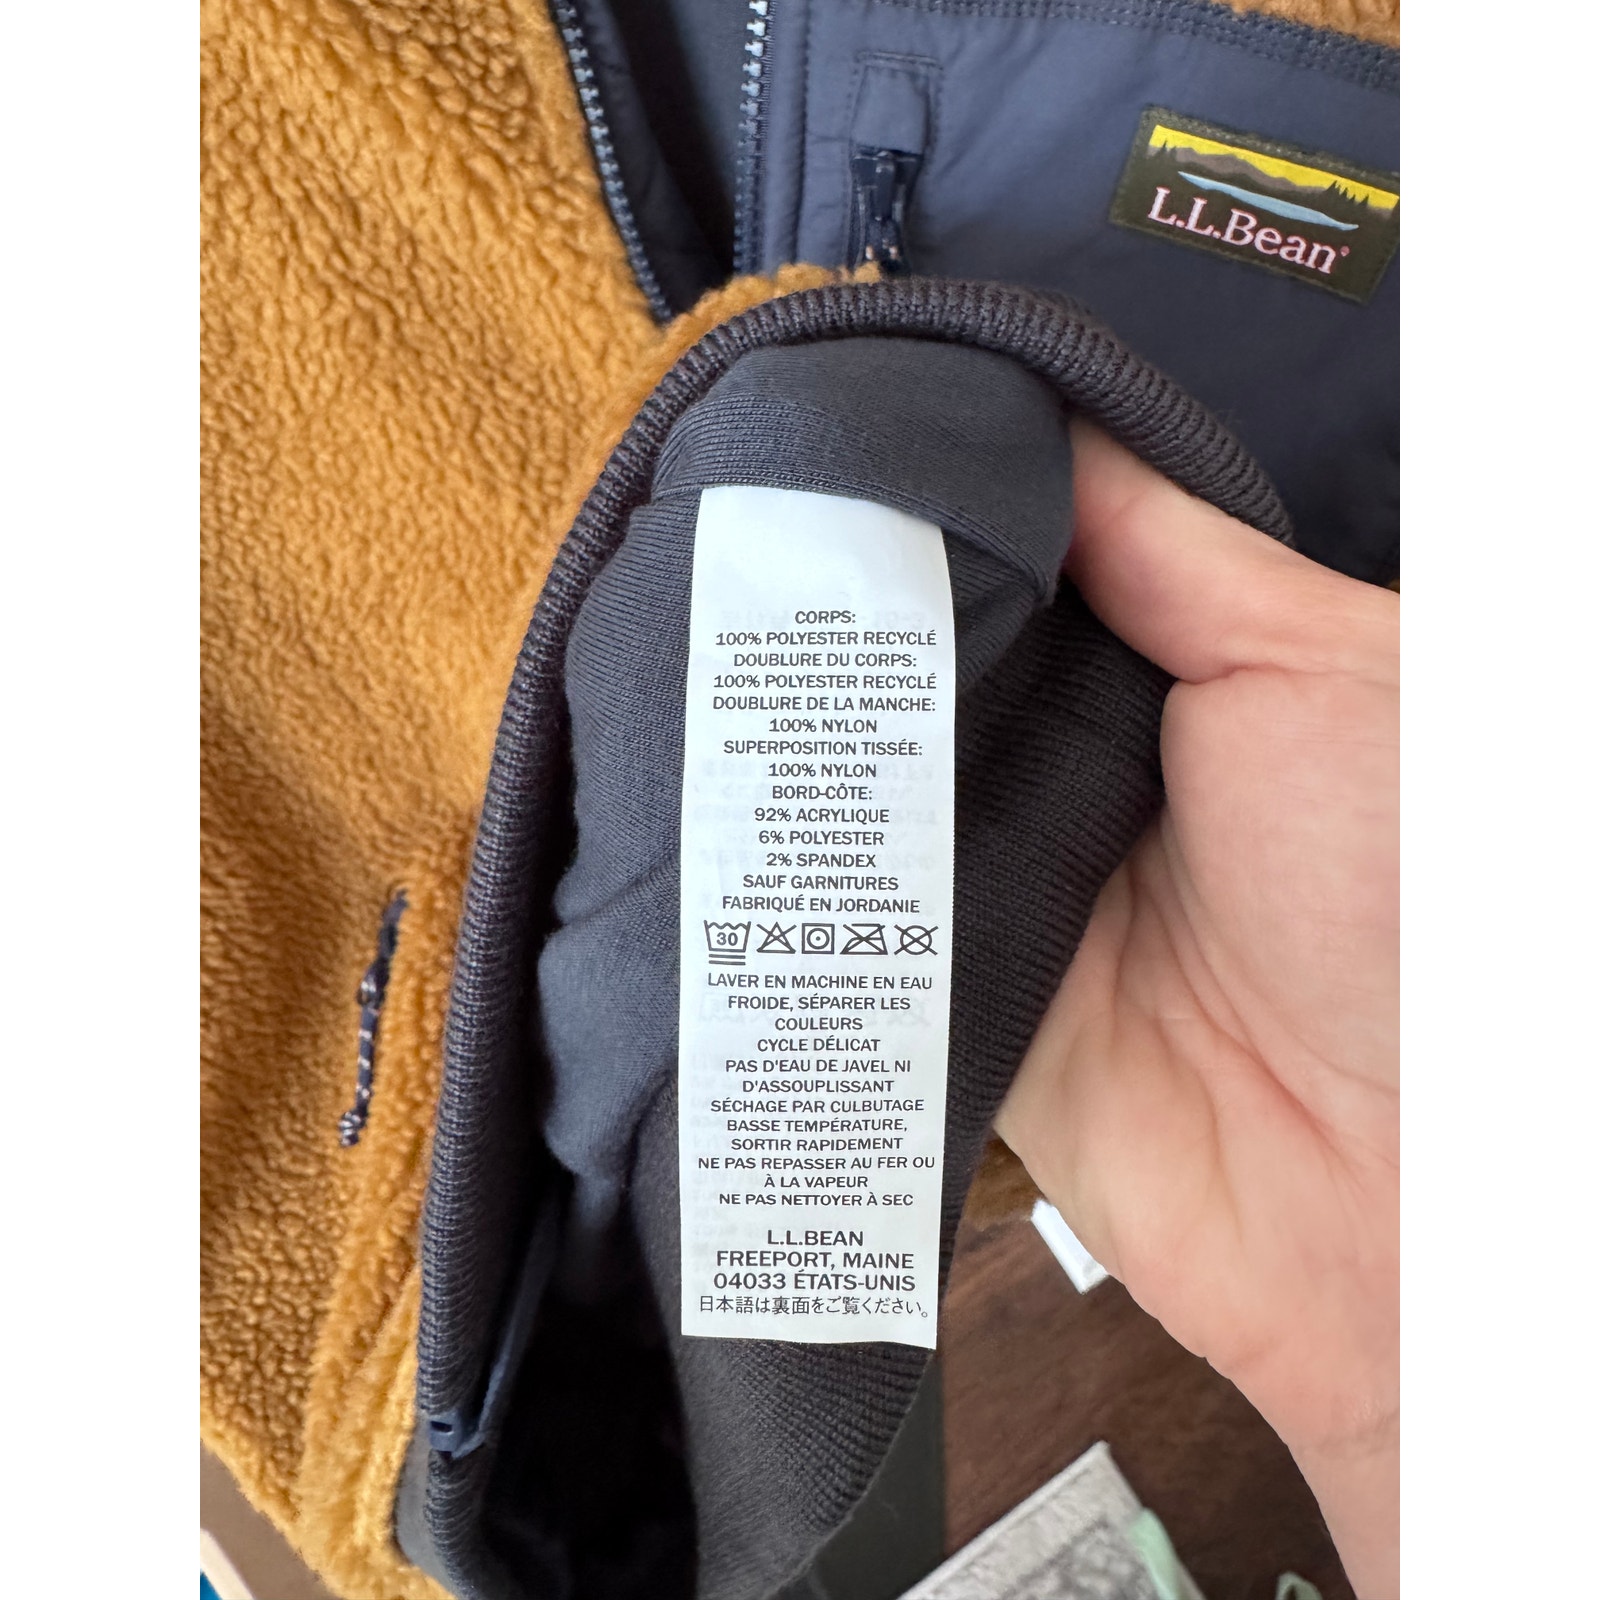 L.L.Bean
CORPS:
100% POLYESTER RECYCLÉ
DOUBLURE DU CORPS:
100% POLYESTER RECYCLÉ
DOUBLURE DE LA MANCHE:
100% NYLON
SUPERPOSITION TISSÉE:
100% NYLON
BORD-CÔTE:
92% ACRYLIQUE
6% POLYESTER
2% SPANDEX
SAUF GARNITURES
FABRIQUÉ EN JORDANIE
30
LAVER EN MACHINE EN EAU
FROIDE, SÉPARER LES
COULEURS
CYCLE DÉLICAT
PAS D'EAU DE JAVEL NI
D'ASSOUPLISSANT
SÉCHAGE PAR CULBUTAGE
BASSE TEMPÉRATURE,
SORTIR RAPIDEMENT
NE PAS REPASSER AU FER OU
À LA VAPEUR
NE PAS NETTOYER À SEC
L.L.BEAN
FREEPORT, MAINE
04033 ÉTATS-UNIS
日本語は裏面をご覧ください。